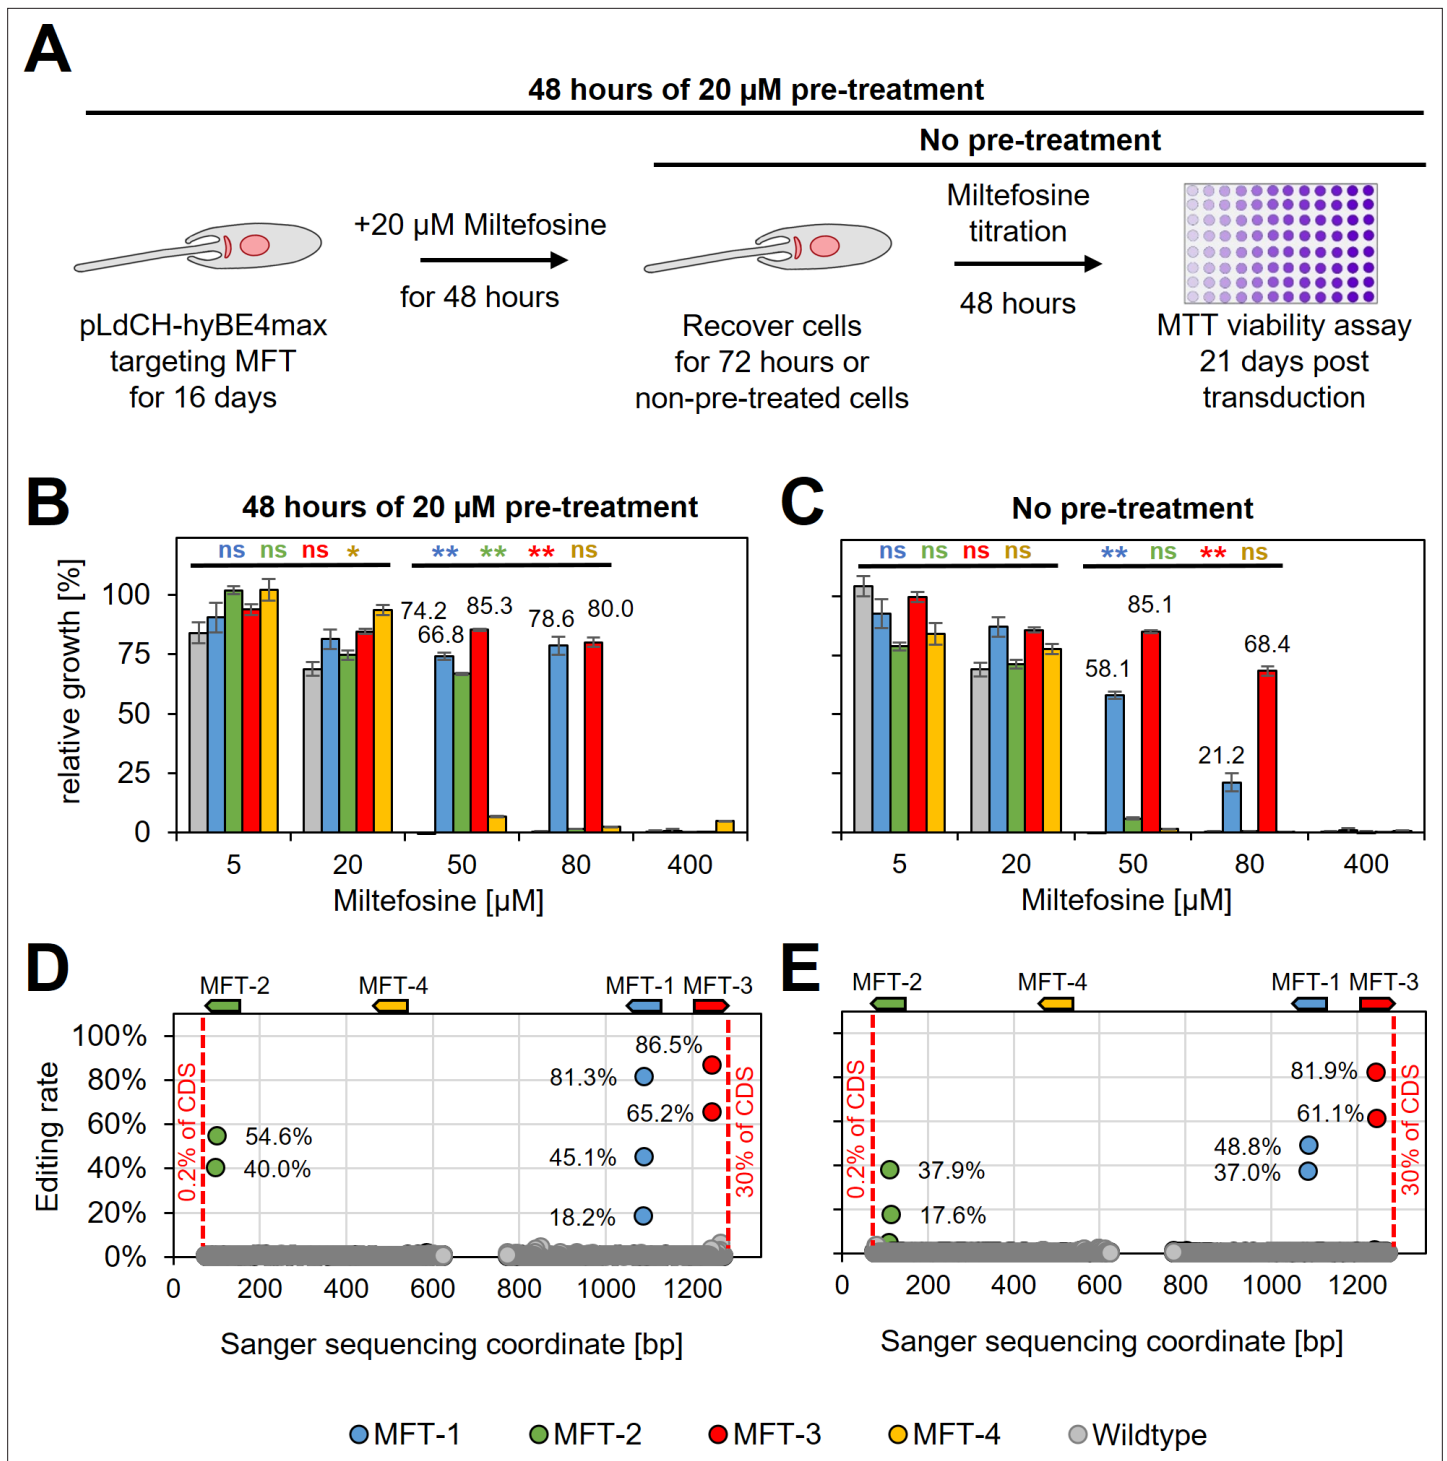 A
48 hours of 20 µM pre-treatment
No pre-treatment
+20 µM Miltefosine
for 48 hours
Miltefosine
titration
48 hours
pLdCH-hyBE4max
targeting MFT
for 16 days
Recover cells
for 72 hours or
non-pre-treated cells
MTT viability assay
21 days post
transduction
B
48 hours of 20 µM pre-treatment
ns ns ns * ** ** ** ns
relative growth [%]
100
75
50
25
0
74.2
66.8
85.3
78.6
80.0
5 20 50 80 400
Miltefosine [µM]
C
No pre-treatment
ns ns ns ns ** ns ** ns
58.1
85.1
21.2
68.4
5 20 50 80 400
Miltefosine [µM]
D
MFT-2 MFT-4 MFT-1 MFT-3
Editing rate
100%
80%
60%
40%
20%
0%
0.2% of CDS
30% of CDS
54.6%
40.0%
86.5%
81.3%
65.2%
45.1%
18.2%
0 200 400 600 800 1000 1200
Sanger sequencing coordinate [bp]
E
MFT-2 MFT-4 MFT-1 MFT-3
0.2% of CDS
30% of CDS
37.9%
17.6%
81.9%
61.1%
48.8%
37.0%
0 200 400 600 800 1000 1200
Sanger sequencing coordinate [bp]
MFT-1 MFT-2 MFT-3 MFT-4 Wildtype